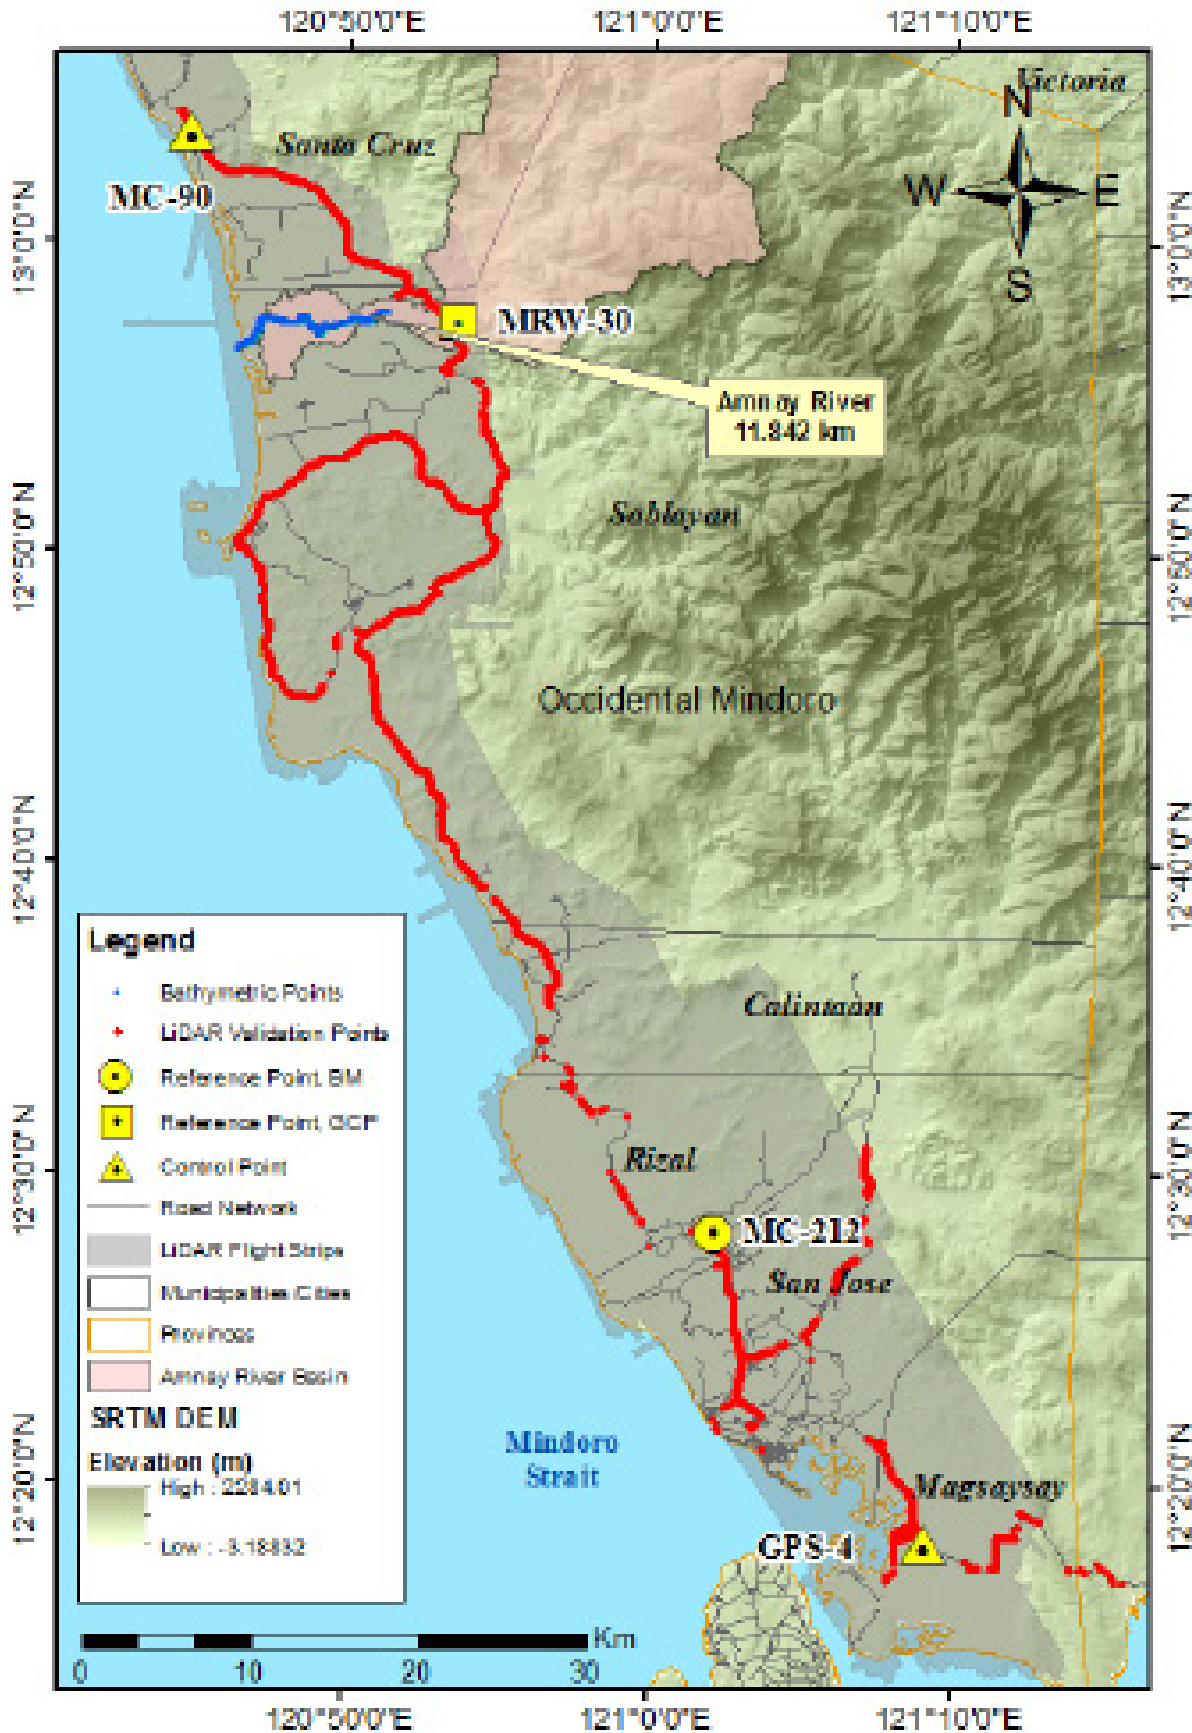 120°50'0"E
121°0'0"E
121°10'0"E
Victoria
N
Santa Cruz
W
E
MC-90
13°0'0"N
13°0'0"N
S
MRW-30
Amnay River
11.842 km
Sablayan
12°50'0"N
12°50'0"N
Occidental Mindoro
12°40'0"N
12°40'0"N
Legend
Bathymetric Points
Calintaan
LiDAR Validation Points
Reference Point, BM
Reference Point, GCP
Control Point
Rizal
12°30'0"N
12°30'0"N
Road Network
MC-212
LiDAR Flight Strips
San Jose
Municipalities/Cities
Provinces
Amnay River Basin
SRTM DEM
Mindoro
Strait
Elevation (m)
High : 2284.01
12°20'0"N
12°20'0"N
Magsaysay
GPS-4
Km
0
10
20
30
120°50'0"E
121°0'0"E
121°10'0"E